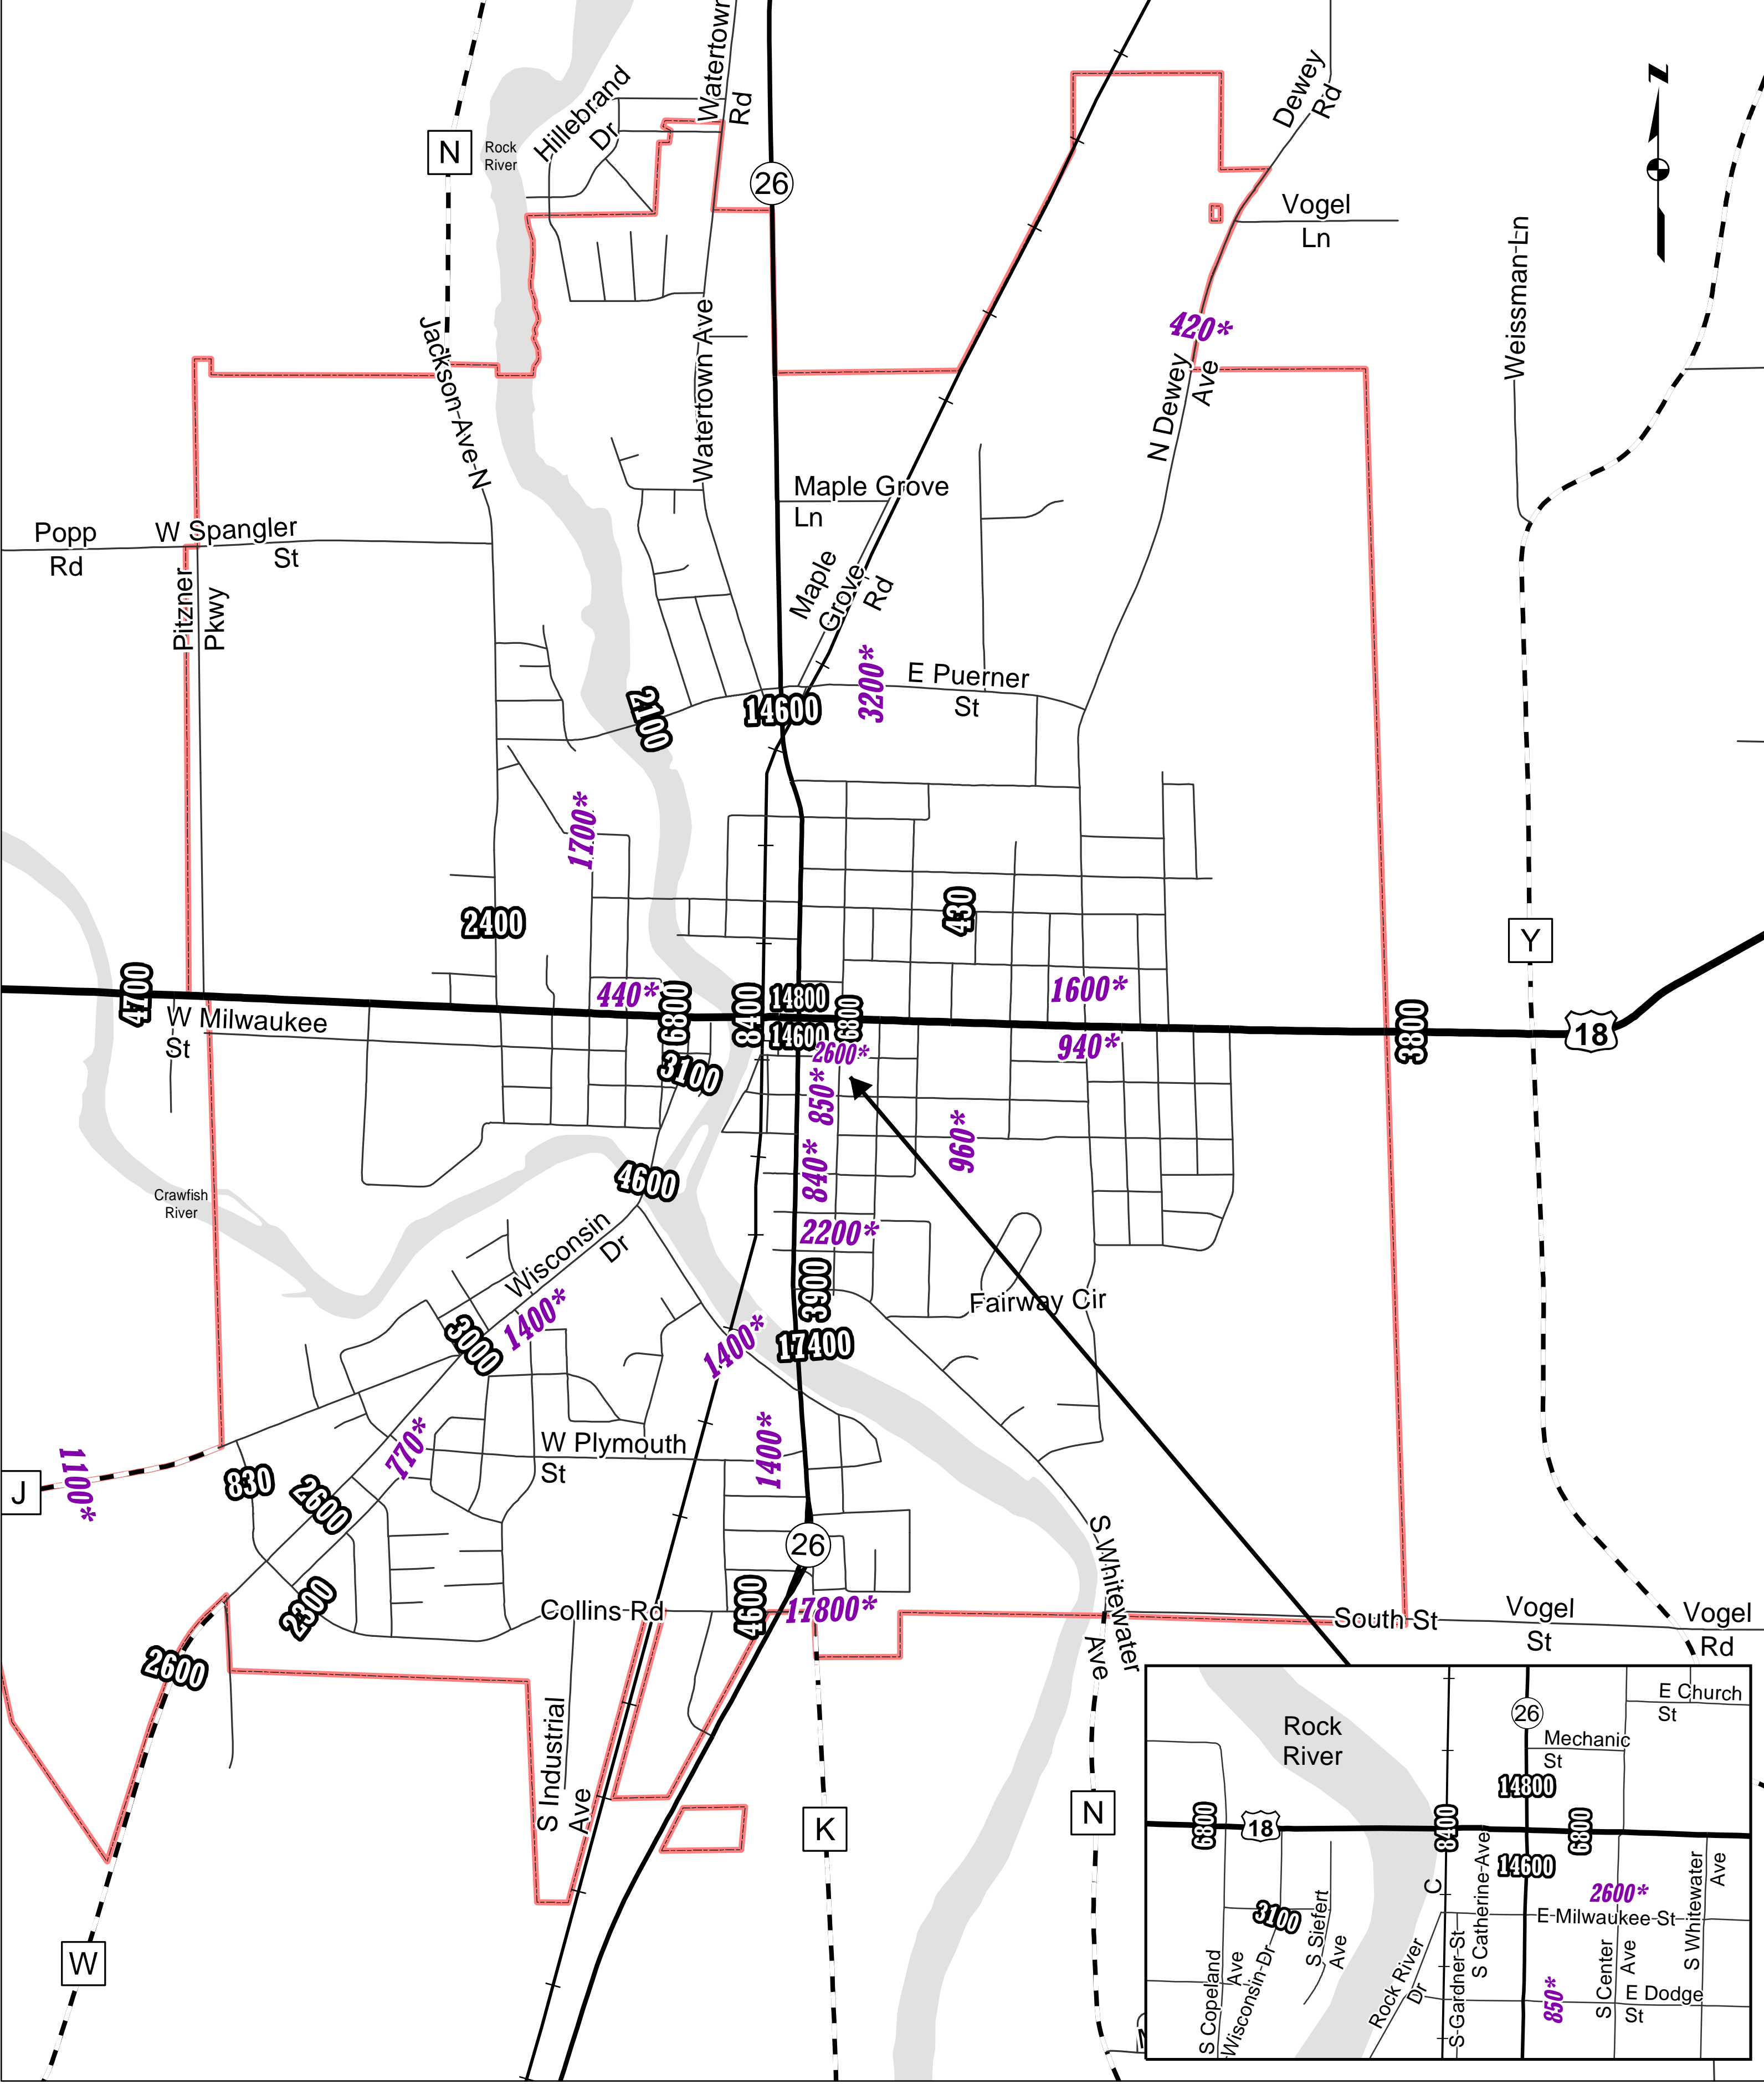 Watertown
Rd
Hillebrand
Dr
Dewey
Rd
N
N
Rock
River
26
Vogel
Ln
Weissman-Ln
420*
Jackson-Ave-N
Watertown Ave
N Dewey
Ave
Maple Grove
Ln
Popp
Rd
W Spangler
St
Pitzner
Pkwy
Maple
Grove
Rd
E Puerner
St
3200*
2100
14600
1700*
2400
430
Y
4700
W Milwaukee
St
440*
6800
8400
14800
14600
6800
1600*
940*
3800
18
2600*
3100
850*
960*
840*
4600
Crawfish
River
2200*
Wisconsin
Dr
3900
Fairway Cir
1400*
3000
1400*
17400
770*
W Plymouth
St
1400*
J
1100*
830
2600
26
S Whitewater
Ave
2300
Collins Rd
4600
17800*
South St
Vogel
St
Vogel
Rd
2600
S Industrial
Ave
K
N
W
Rock
River
E Church
St
26
Mechanic
St
14800
6800
18
8400
6800
14600
C
S Catherine-Ave
2600*
S Whitewater
Ave
3100
E-Milwaukee-St
S Siefert
Ave
S Copeland
Ave
Wisconsin-Dr
Rock River
Dr
S-Gardner-St
850*
S Center
Ave
E Dodge
St